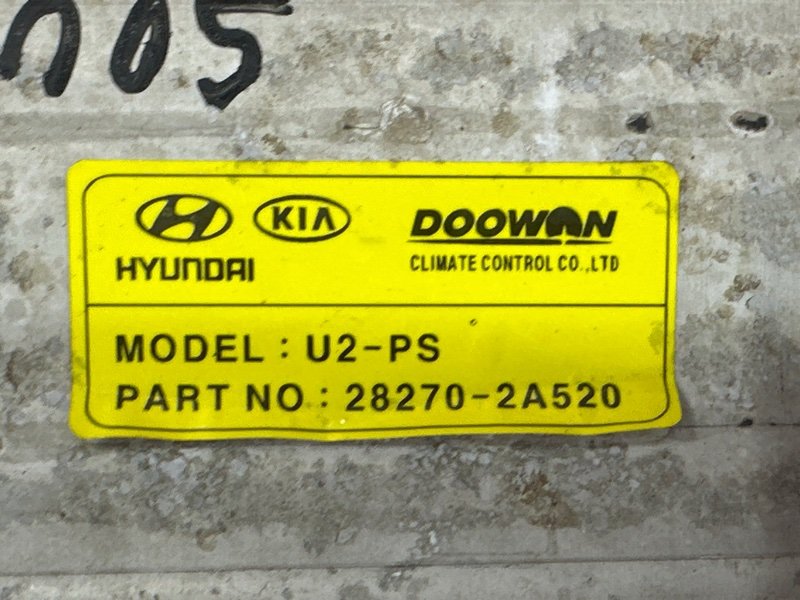 005
KIA
DOOWON
HYUNDAI
CLIMATE CONTROL CO.,LTD
MODEL : U2-PS
PART NO : 28270-2A520